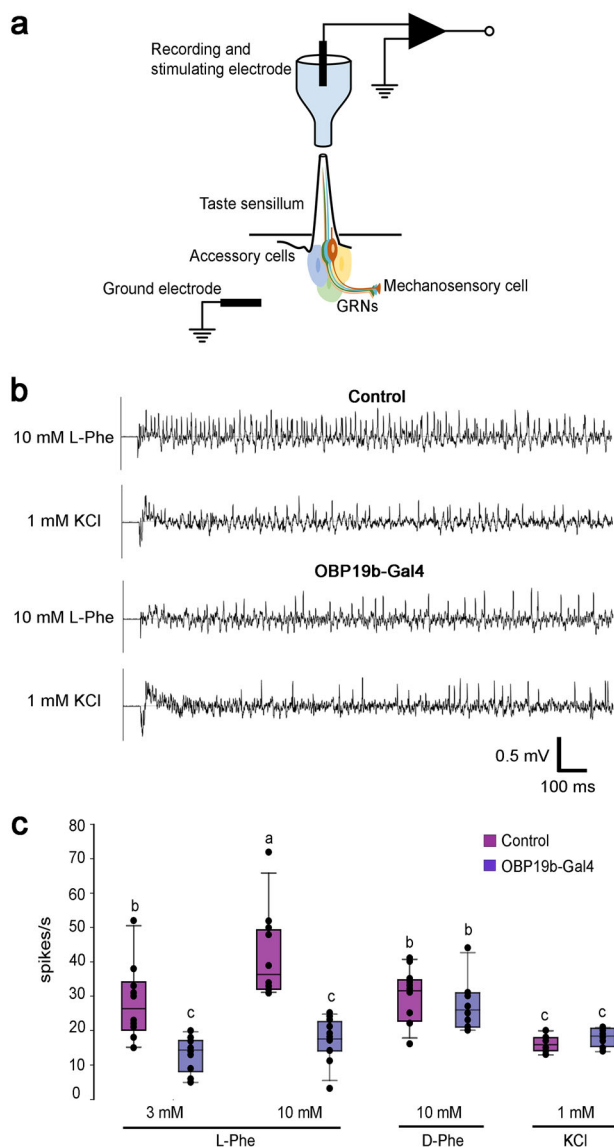 a
Recording and
stimulating electrode
Taste sensillum
Accessory cells
Ground electrode
Mechanosensory cell
GRNs
b
Control
10 mM L-Phe
1 mM KCl
OBP19b-Gal4
10 mM L-Phe
1 mM KCl
0.5 mV
100 ms
c
80
70
60
50
40
30
20
10
0
spikes/s
Control
OBP19b-Gal4
b
c
a
c
b
b
c
c
3 mM
10 mM
10 mM
1 mM
L-Phe
D-Phe
KCl